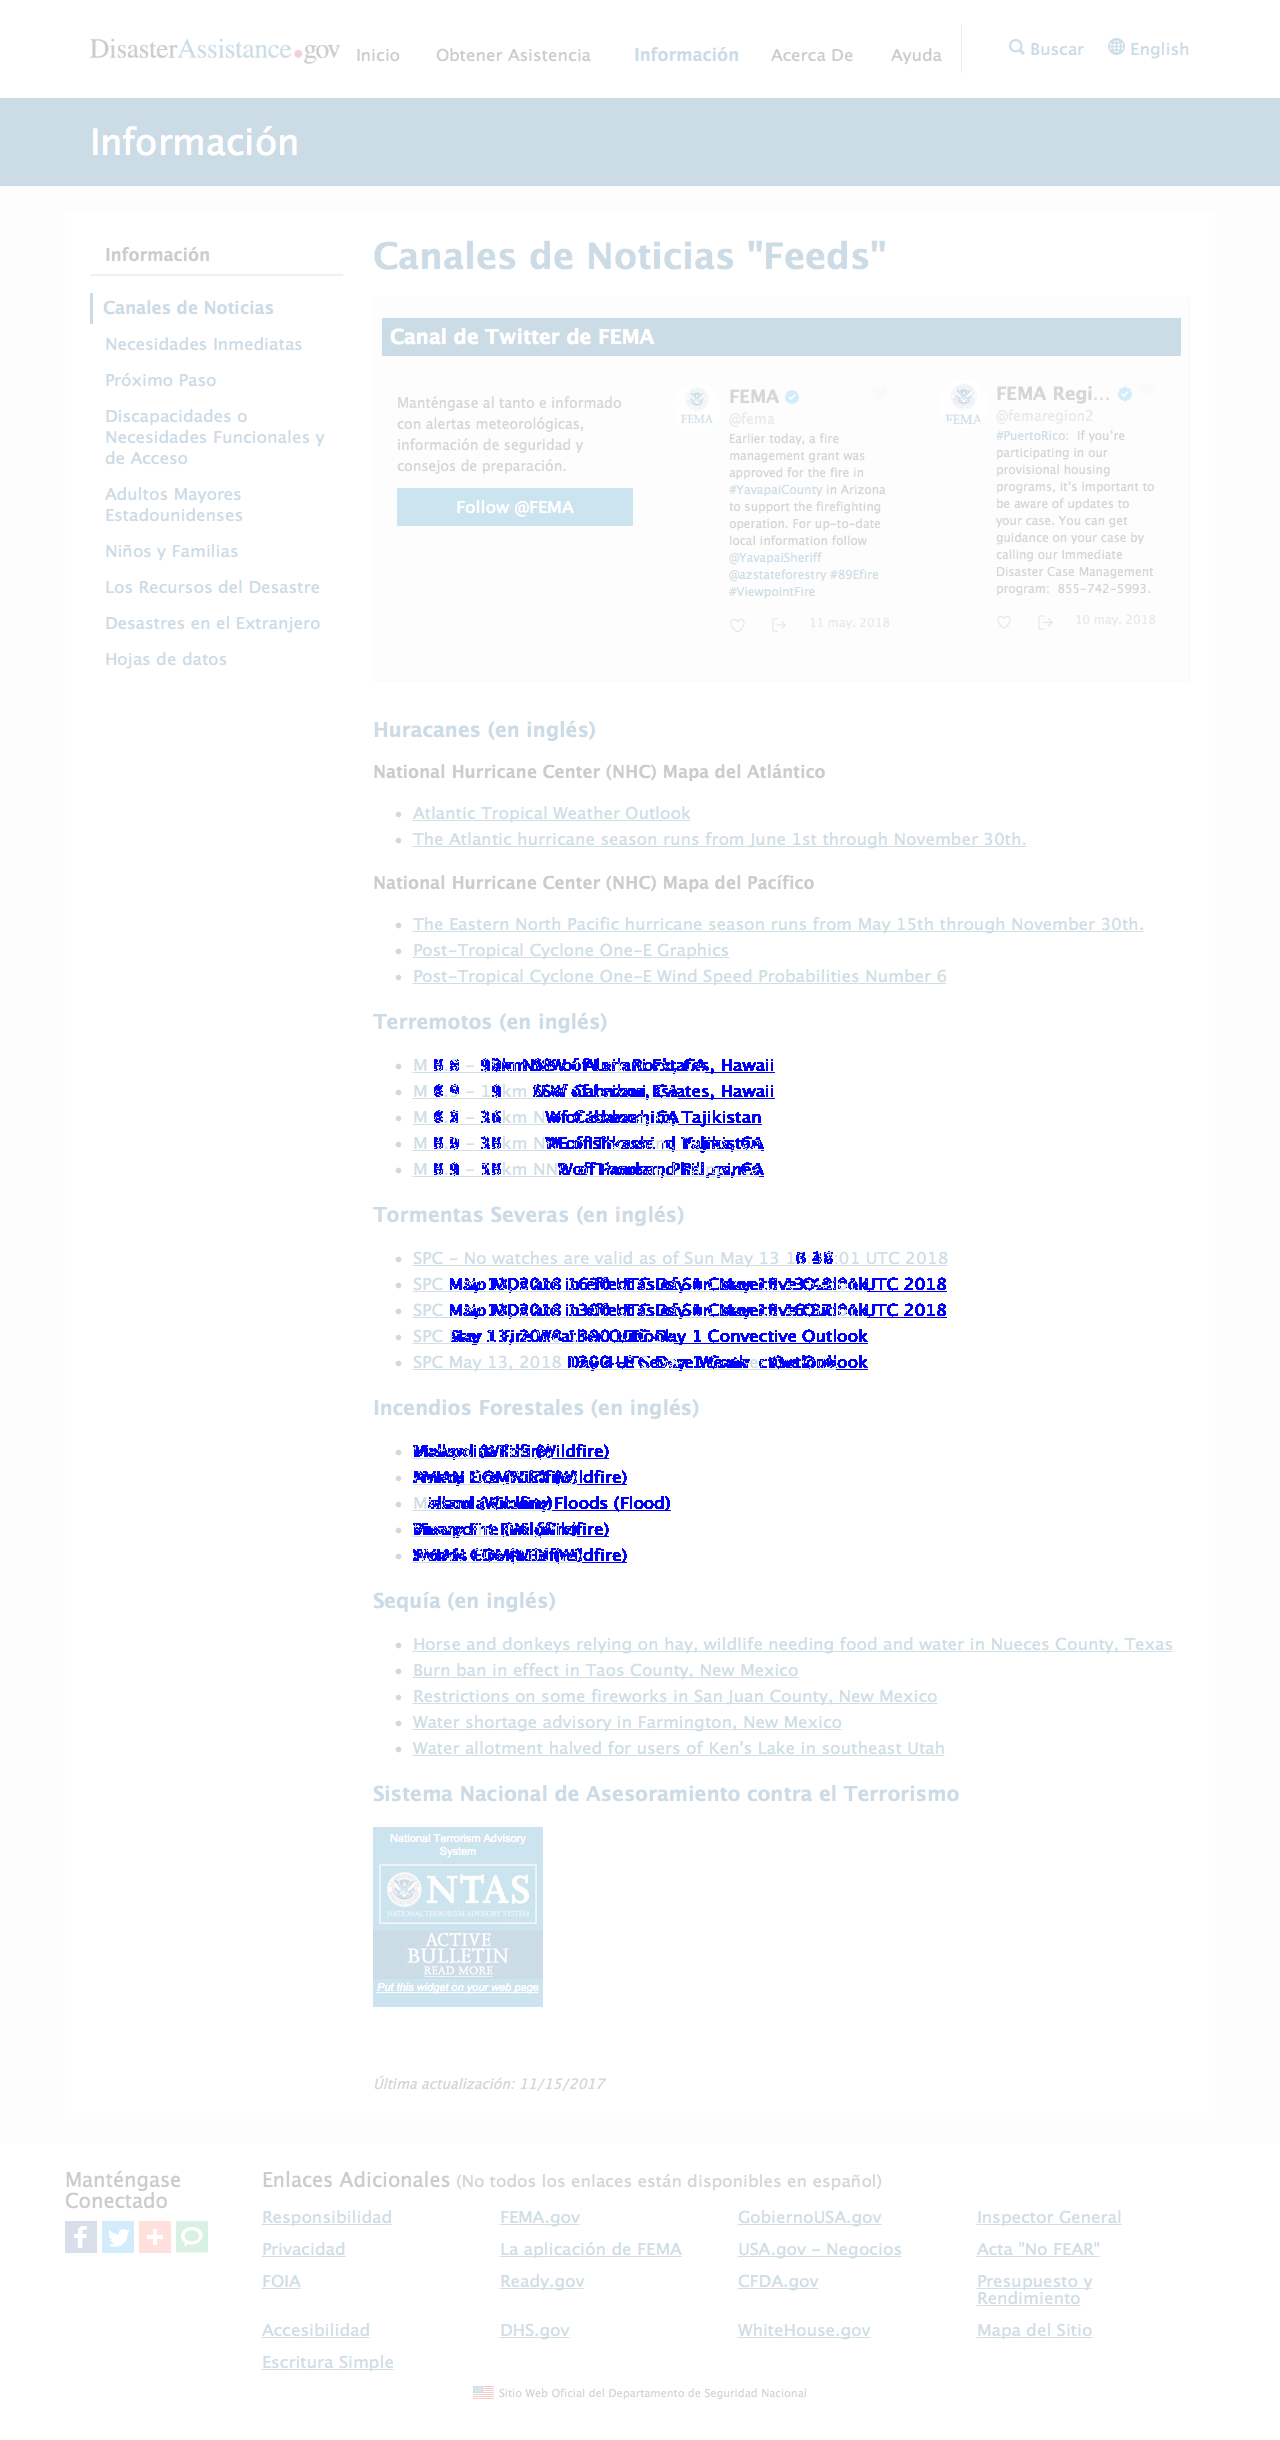 DisasterAssistance.gov Inicio Obtener Asistencia Información Acerca De Ayuda Buscar English
Información
Información
Canales de Noticias
Necesidades Inmediatas
Próximo Paso
Discapacidades o
Necesidades Funcionales y
de Acceso
Adultos Mayores
Estadounidenses
Niños y Familias
Los Recursos del Desastre
Desastres en el Extranjero
Hojas de datos
Canales de Noticias "Feeds"
Canal de Twitter de FEMA
Manténgase al tanto e informado
con alertas meteorológicas,
información de seguridad y
consejos de preparación.
Follow @FEMA
FEMA
FEMA
@fema
Earlier today, a fire
management grant was
approved for the fire in
#YavapaiCounty in Arizona
to support the firefighting
operation. For up-to-date
local information follow
@YavapaiSheriff
@azstateforestry #89Efire
#ViewpointFire
11 may. 2018
FEMA
FEMA Regi...
@femaregion2
#PuertoRico: If you're
participating in our
provisional housing
programs, it's important to
be aware of updates to
your case. You can get
guidance on your case by
calling our Immediate
Disaster Case Management
program: 855-742-5993.
10 may. 2018
Huracanes (en inglés)
National Hurricane Center (NHC) Mapa del Atlántico
Atlantic Tropical Weather Outlook
The Atlantic hurricane season runs from June 1st through November 30th.
National Hurricane Center (NHC) Mapa del Pacífico
The Eastern North Pacific hurricane season runs from May 15th through November 30th.
Post-Tropical Cyclone One-E Graphics
Post-Tropical Cyclone One-E Wind Speed Probabilities Number 6
Terremotos (en inglés)
M Hawaii
M km Estates, Hawaii
M km Tajikistan
M km
M km
Tormentas Severas (en inglés)
SPC - No watches are valid as of Sun May 13 UTC 2018
SPC UTC 2018
SPC UTC 2018
SPC Day 1 Convective Outlook
SPC May 13, 2018 Outlook
Incendios Forestales (en inglés)
(Wildfire)
(Wildfire)
Floods (Flood)
(Wildfire)
(Wildfire)
Sequía (en inglés)
Horse and donkeys relying on hay, wildlife needing food and water in Nueces County, Texas
Burn ban in effect in Taos County, New Mexico
Restrictions on some fireworks in San Juan County, New Mexico
Water shortage advisory in Farmington, New Mexico
Water allotment halved for users of Ken's Lake in southeast Utah
Sistema Nacional de Asesoramiento contra el Terrorismo
National Terrorism Advisory
System
NTAS
NATIONAL TERRORISM ADVISORY SYSTEM
ACTIVE
BULLETIN
READ MORE
Put this widget on your web page
Última actualización: 11/15/2017
Manténgase
Conectado
Enlaces Adicionales (No todos los enlaces están disponibles en español)
Responsibilidad FEMA.gov GobiernoUSA.gov Inspector General
Privacidad La aplicación de FEMA USA.gov - Negocios Acta "No FEAR"
FOIA Ready.gov CFDA.gov Presupuesto y
Rendimiento
Accesibilidad DHS.gov WhiteHouse.gov Mapa del Sitio
Escritura Simple
Sitio Web Oficial del Departamento de Seguridad Nacional